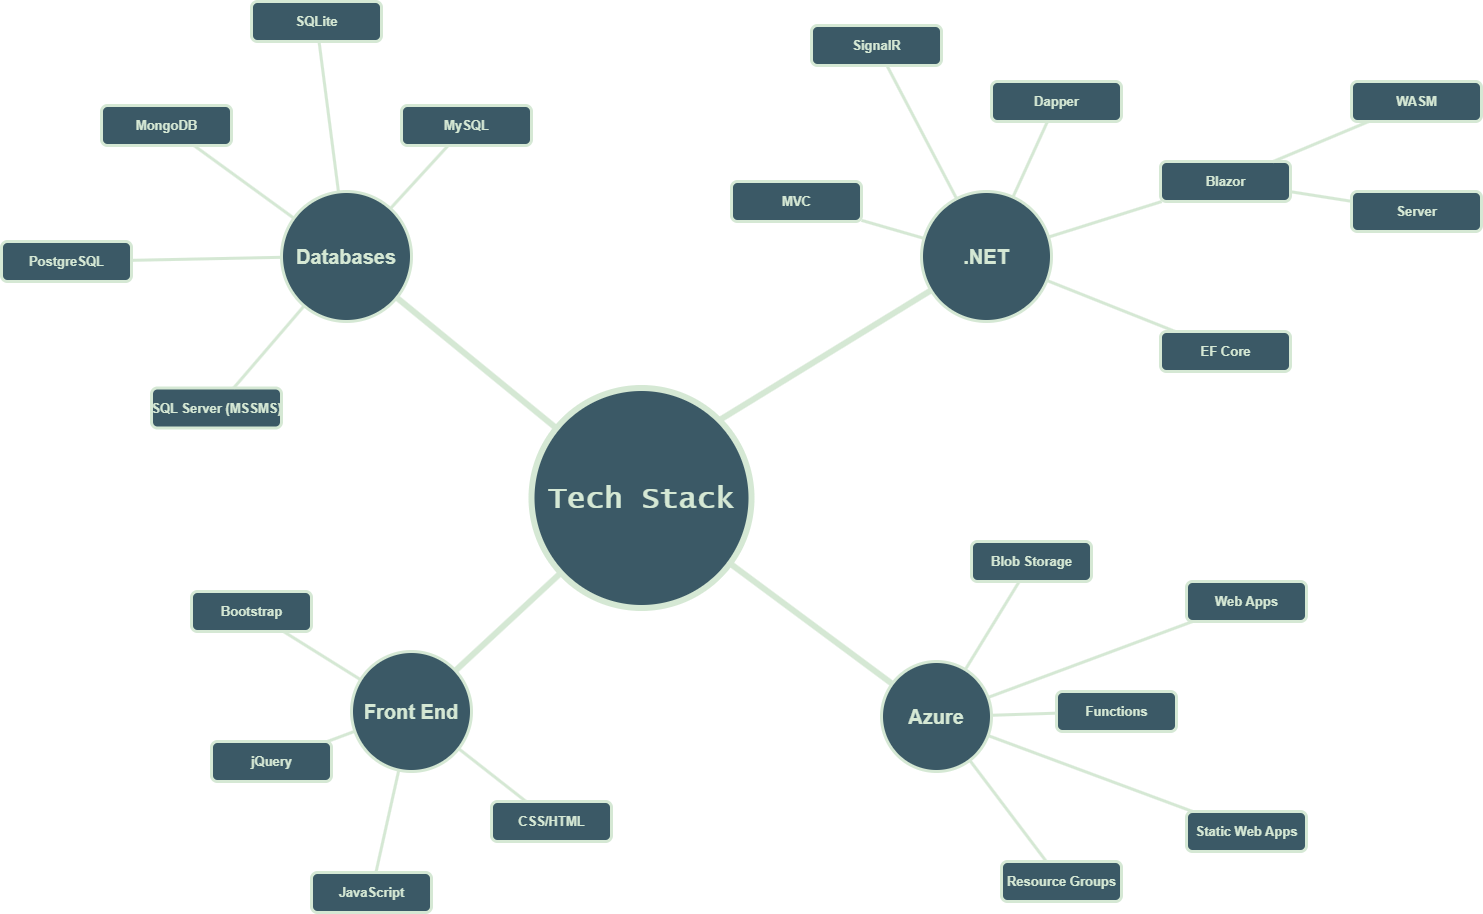 SQLite
SignalR
Dapper
WASM
MongoDB
MySQL
Blazor
MVC
Server
Databases
.NET
PostgreSQL
EF Core
SQL Server (MSSMS)
Tech Stack
Blob Storage
Web Apps
Bootstrap
Front End
Azure
Functions
jQuery
CSS/HTML
Static Web Apps
JavaScript
Resource Groups